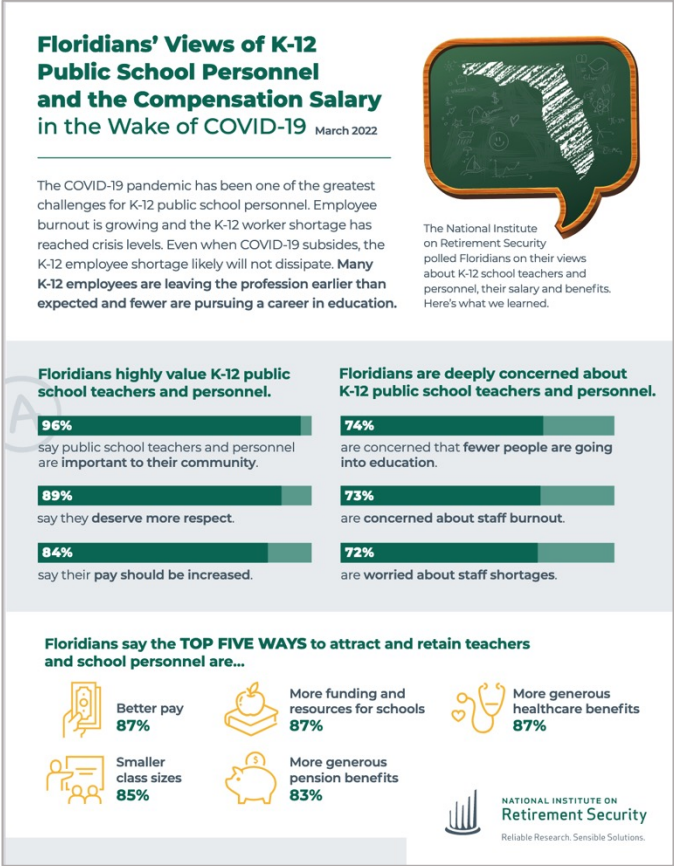 Floridians' Views of K-12
Public School Personnel
and the Compensation Salary
in the Wake of COVID-19 March 2022
The COVID-19 pandemic has been one of the greatest
challenges for K-12 public school personnel. Employee
burnout is growing and the K-12 worker shortage has
reached crisis levels. Even when COVID-19 subsides, the
K-12 employee shortage likely will not dissipate. Many
K-12 employees are leaving the profession earlier than
expected and fewer are pursuing a career in education.
The National Institute
on Retirement Security
polled Floridians on their views
about K-12 school teachers and
personnel, their salary and benefits.
Here's what we learned.
Floridians highly value K-12 public
school teachers and personnel.
A
96%
say public school teachers and personnel
are important to their community.
89%
say they deserve more respect.
84%
say their pay should be increased.
Floridians are deeply concerned about
K-12 public school teachers and personnel.
74%
are concerned that fewer people are going
into education.
73%
are concerned about staff burnout.
72%
are worried about staff shortages.
Floridians say the TOP FIVE WAYS to attract and retain teachers
and school personnel are...
Better pay
87%
More funding and
resources for schools
87%
More generous
healthcare benefits
87%
Smaller
class sizes
85%
$
More generous
pension benefits
83%
NATIONAL INSTITUTE ON
Retirement Security
Reliable Research. Sensible Solutions.